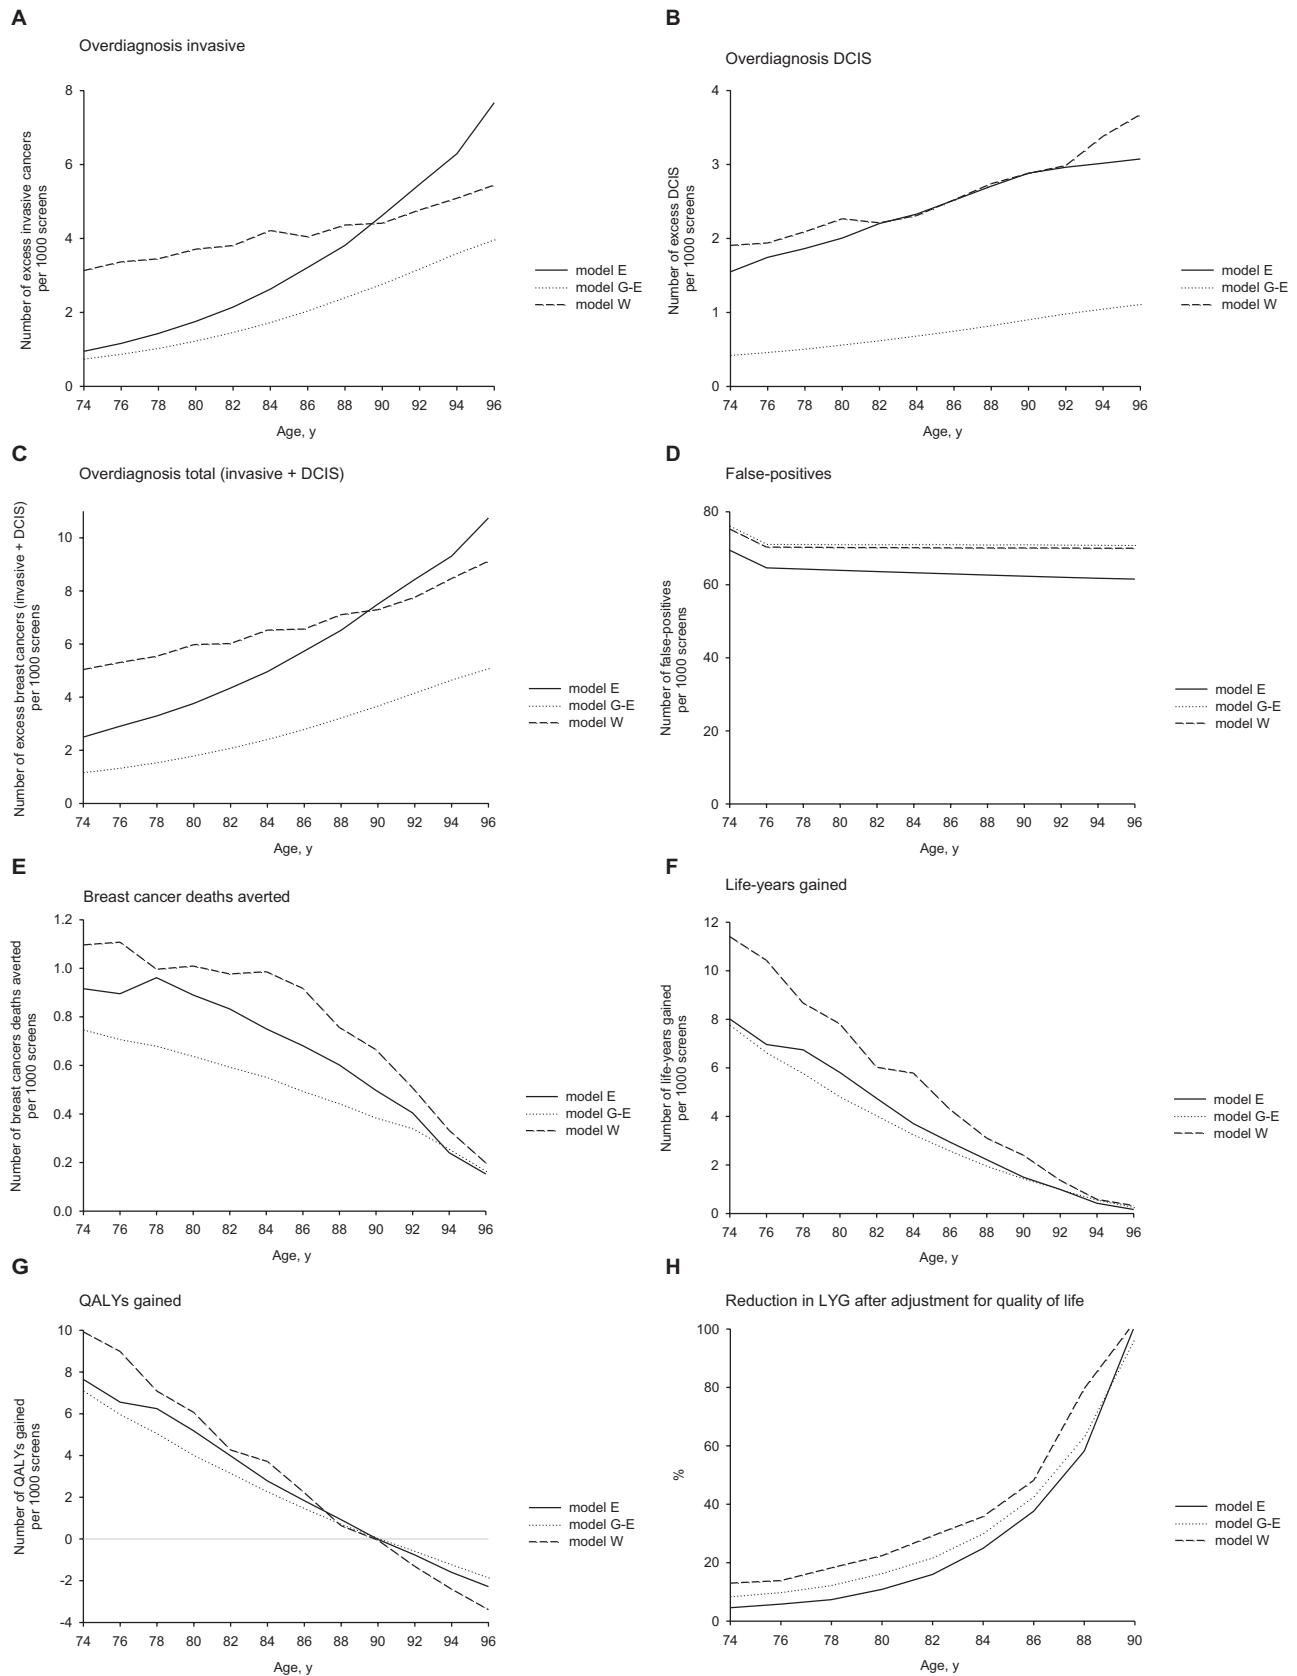 A
Overdiagnosis invasive
Number of excess invasive cancers
per 1000 screens
8
6
4
2
0
74 76 78 80 82 84 86 88 90 92 94 96
Age, y
model E
model G-E
model W
B
Overdiagnosis DCIS
Number of excess DCIS
per 1000 screens
4
3
2
1
0
74 76 78 80 82 84 86 88 90 92 94 96
Age, y
model E
model G-E
model W
C
Overdiagnosis total (invasive + DCIS)
Number of excess breast cancers (invasive + DCIS)
per 1000 screens
10
8
6
4
2
0
74 76 78 80 82 84 86 88 90 92 94 96
Age, y
model E
model G-E
model W
D
False-positives
Number of false-positives
per 1000 screens
80
60
40
20
0
74 76 78 80 82 84 86 88 90 92 94 96
Age, y
model E
model G-E
model W
E
Breast cancer deaths averted
Number of breast cancers deaths averted
per 1000 screens
1.2
1.0
0.8
0.6
0.4
0.2
0.0
74 76 78 80 82 84 86 88 90 92 94 96
Age, y
model E
model G-E
model W
F
Life-years gained
Number of life-years gained
per 1000 screens
12
10
8
6
4
2
0
74 76 78 80 82 84 86 88 90 92 94 96
Age, y
model E
model G-E
model W
G
QALYs gained
Number of QALYs gained
per 1000 screens
10
8
6
4
2
0
-2
-4
74 76 78 80 82 84 86 88 90 92 94 96
Age, y
model E
model G-E
model W
H
Reduction in LYG after adjustment for quality of life
%
100
80
60
40
20
0
74 76 78 80 82 84 86 88 90
Age, y
model E
model G-E
model W